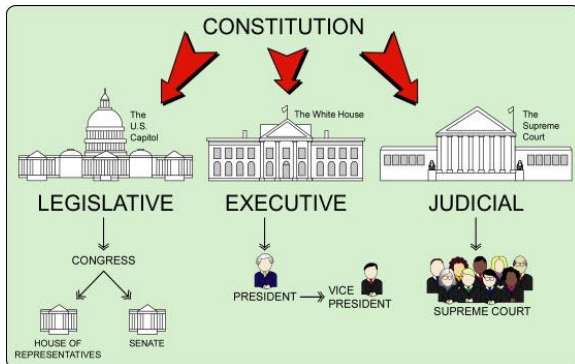 CONSTITUTION
The
U.S.
Capitol
The White House
The
Supreme
Court
LEGISLATIVE
EXECUTIVE
JUDICIAL
CONGRESS
HOUSE OF
REPRESENTATIVES
SENATE
PRESIDENT
VICE
PRESIDENT
SUPREME COURT